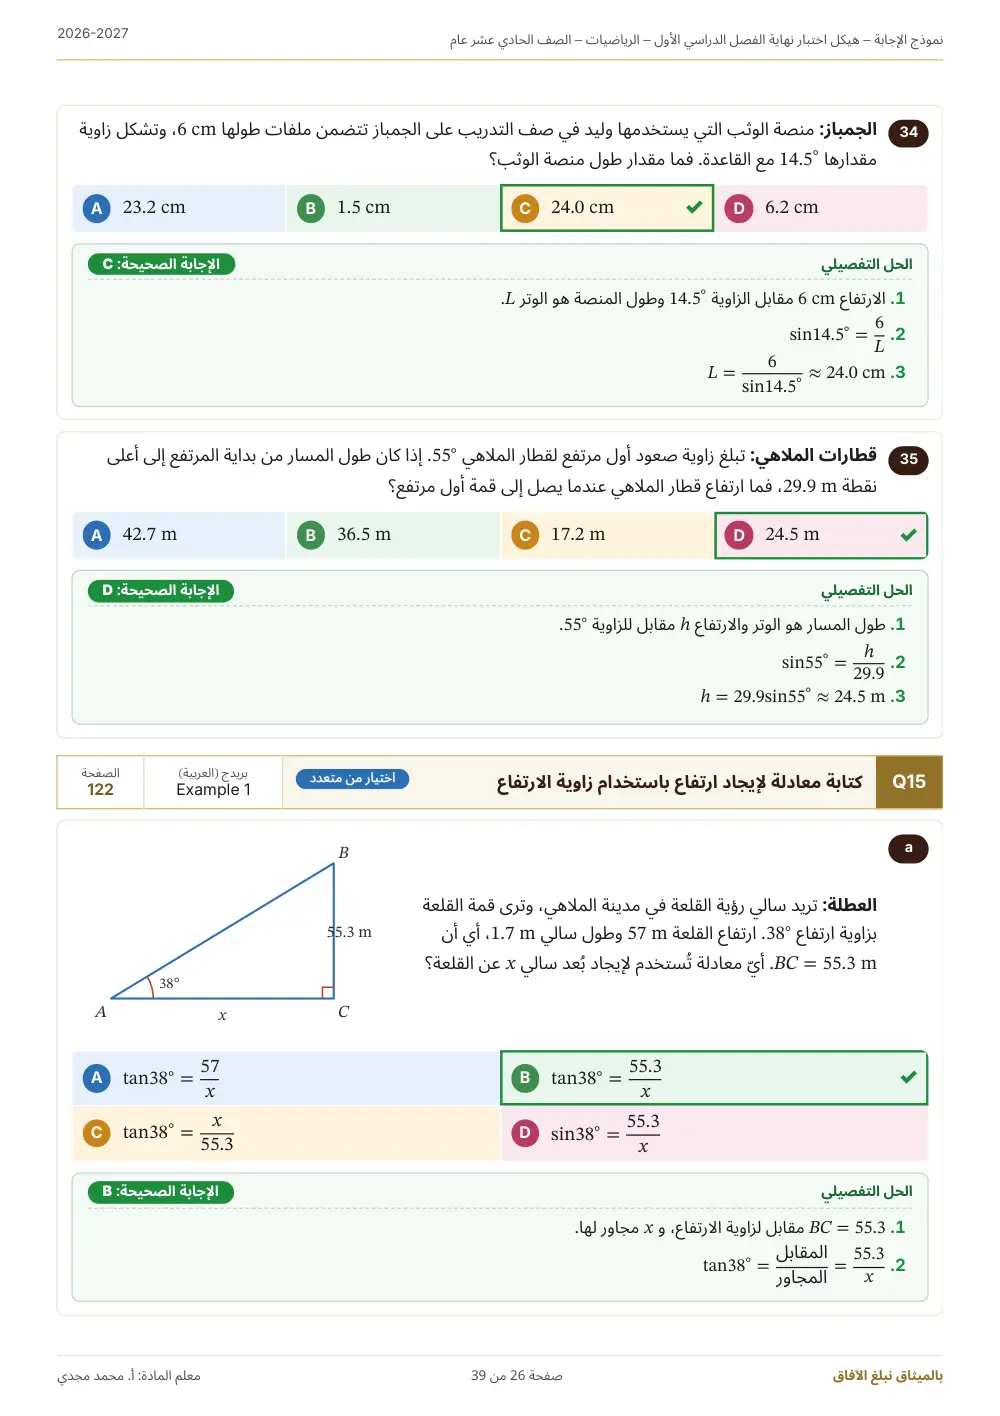 نموذج الإجابة – هيكل اختبار نهاية الفصل الدراسي الأول – الرياضيات – الصف الحادي عشر عام
2026-2027
34
الجمباز: منصة الوثب التي يستخدمها وليد في صف التدريب على الجمباز تتضمن ملفات طولها 6 cm، وتشكل زاوية
مقدارها 14.5° مع القاعدة. فما مقدار طول منصة الوثب؟
A 23.2 cm B 1.5 cm C 24.0 cm ✔ D 6.2 cm
الحل التفصيلي
الإجابة الصحيحة: C
1. الارتفاع 6 cm مقابل الزاوية 14.5° وطول المنصة هو الوتر L.
2. sin14.5° = 6/L
3. L = 6/sin14.5° ≈ 24.0 cm
35
قطارات الملاهي: تبلغ زاوية صعود أول مرتفع لقطار الملاهي 55°. إذا كان طول المسار من بداية المرتفع إلى أعلى
نقطة 29.9 m، فما ارتفاع قطار الملاهي عندما يصل إلى قمة أول مرتفع؟
A 42.7 m B 36.5 m C 17.2 m D 24.5 m ✔
الحل التفصيلي
الإجابة الصحيحة: D
1. طول المسار هو الوتر والارتفاع h مقابل للزاوية 55°.
2. sin55° = h/29.9
3. h = 29.9sin55° ≈ 24.5 m
Q15
كتابة معادلة لإيجاد ارتفاع باستخدام زاوية الارتفاع
اختيار من متعدد
بريدج (العربية)
Example 1
الصفحة
122
a
العطلة: تريد سالي رؤية القلعة في مدينة الملاهي، وترى قمة القلعة
بزاوية ارتفاع 38°. ارتفاع القلعة 57 m وطول سالي 1.7 m، أي أن
BC = 55.3 m. أيّ معادلة تُستخدم لإيجاد بُعد سالي x عن القلعة؟
B
55.3 m
38°
A
x
C
A tan38° = 57/x
B tan38° = 55.3/x ✔
C tan38° = x/55.3
D sin38° = 55.3/x
الحل التفصيلي
الإجابة الصحيحة: B
1. BC = 55.3 مقابل لزاوية الارتفاع، و x مجاور لها.
2. tan38° = المقابل/المجاور = 55.3/x
بالميثاق نبلغ الآفاق
صفحة 26 من 39
معلم المادة: أ. محمد مجدي